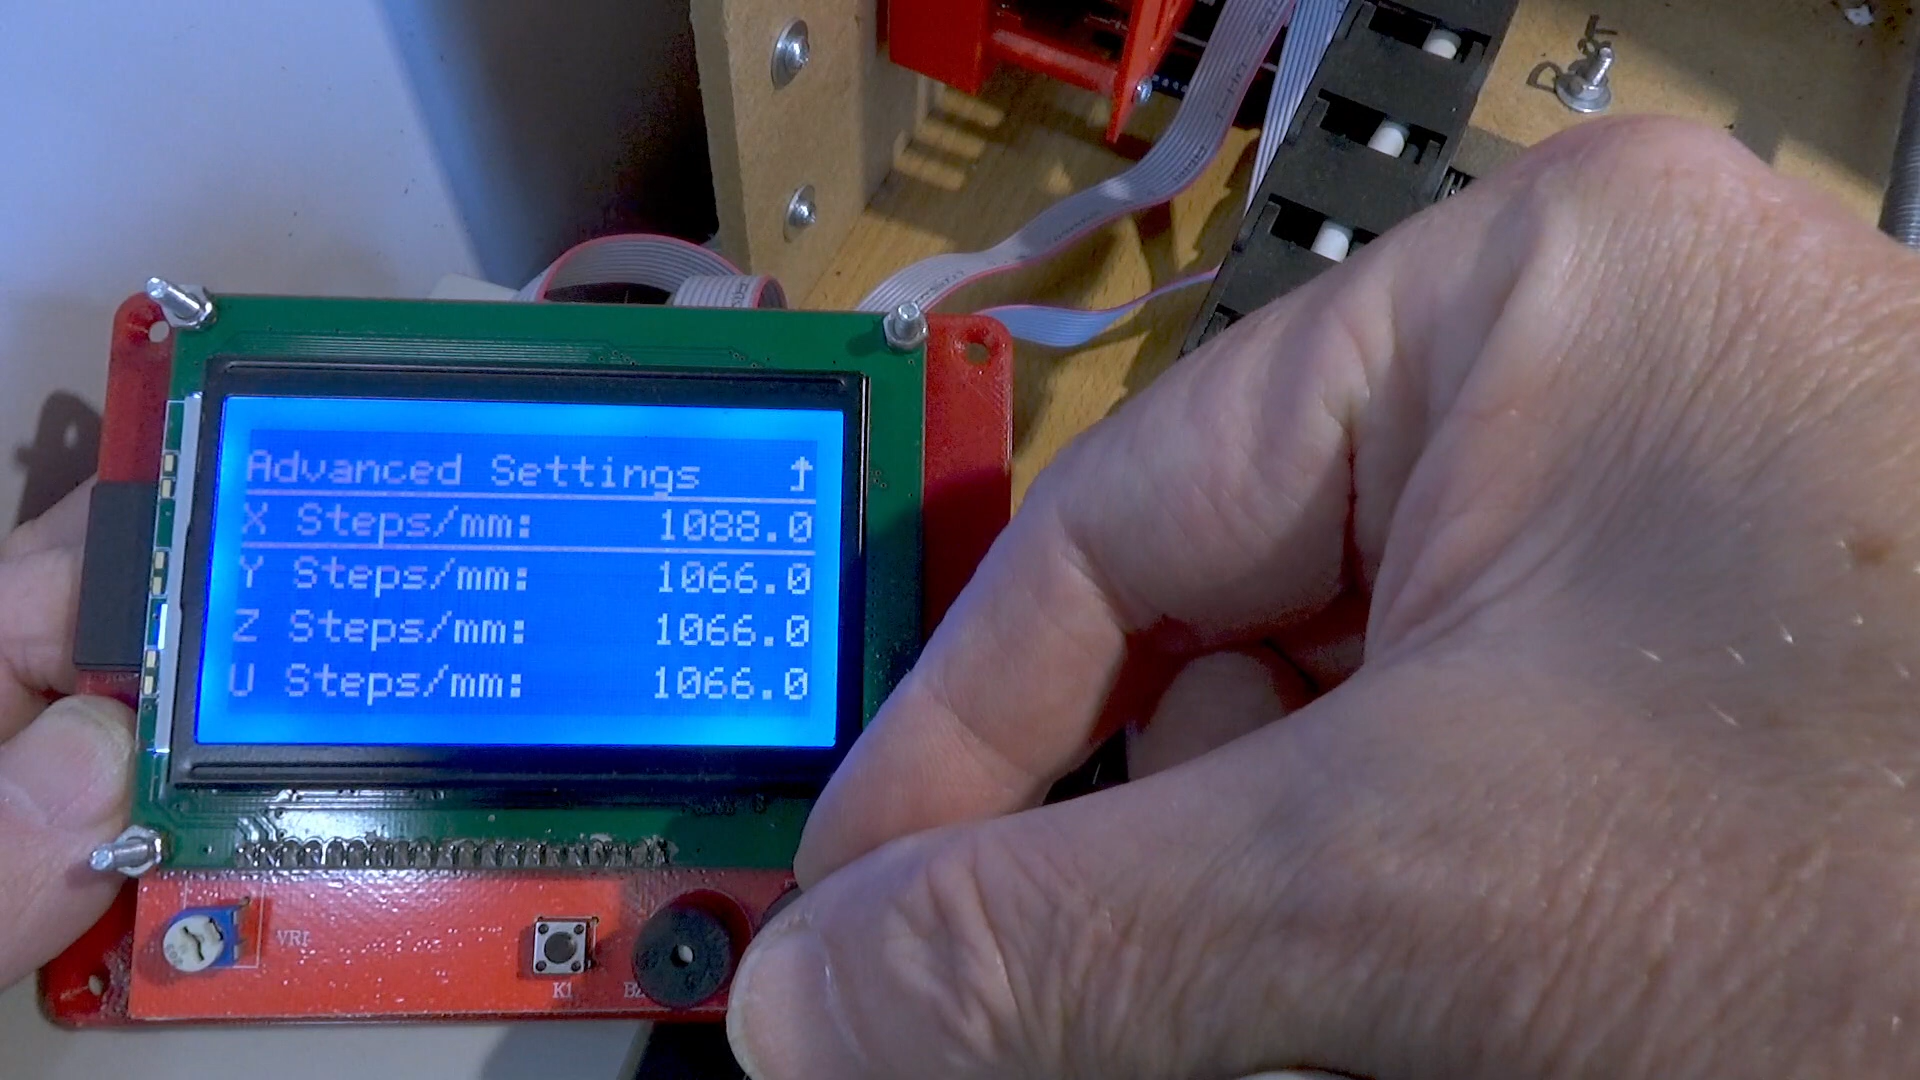 Advanced Settings
X Steps/mm: 1088.0
Y Steps/mm: 1066.0
Z Steps/mm: 1066.0
U Steps/mm: 1066.0
VR1
K1